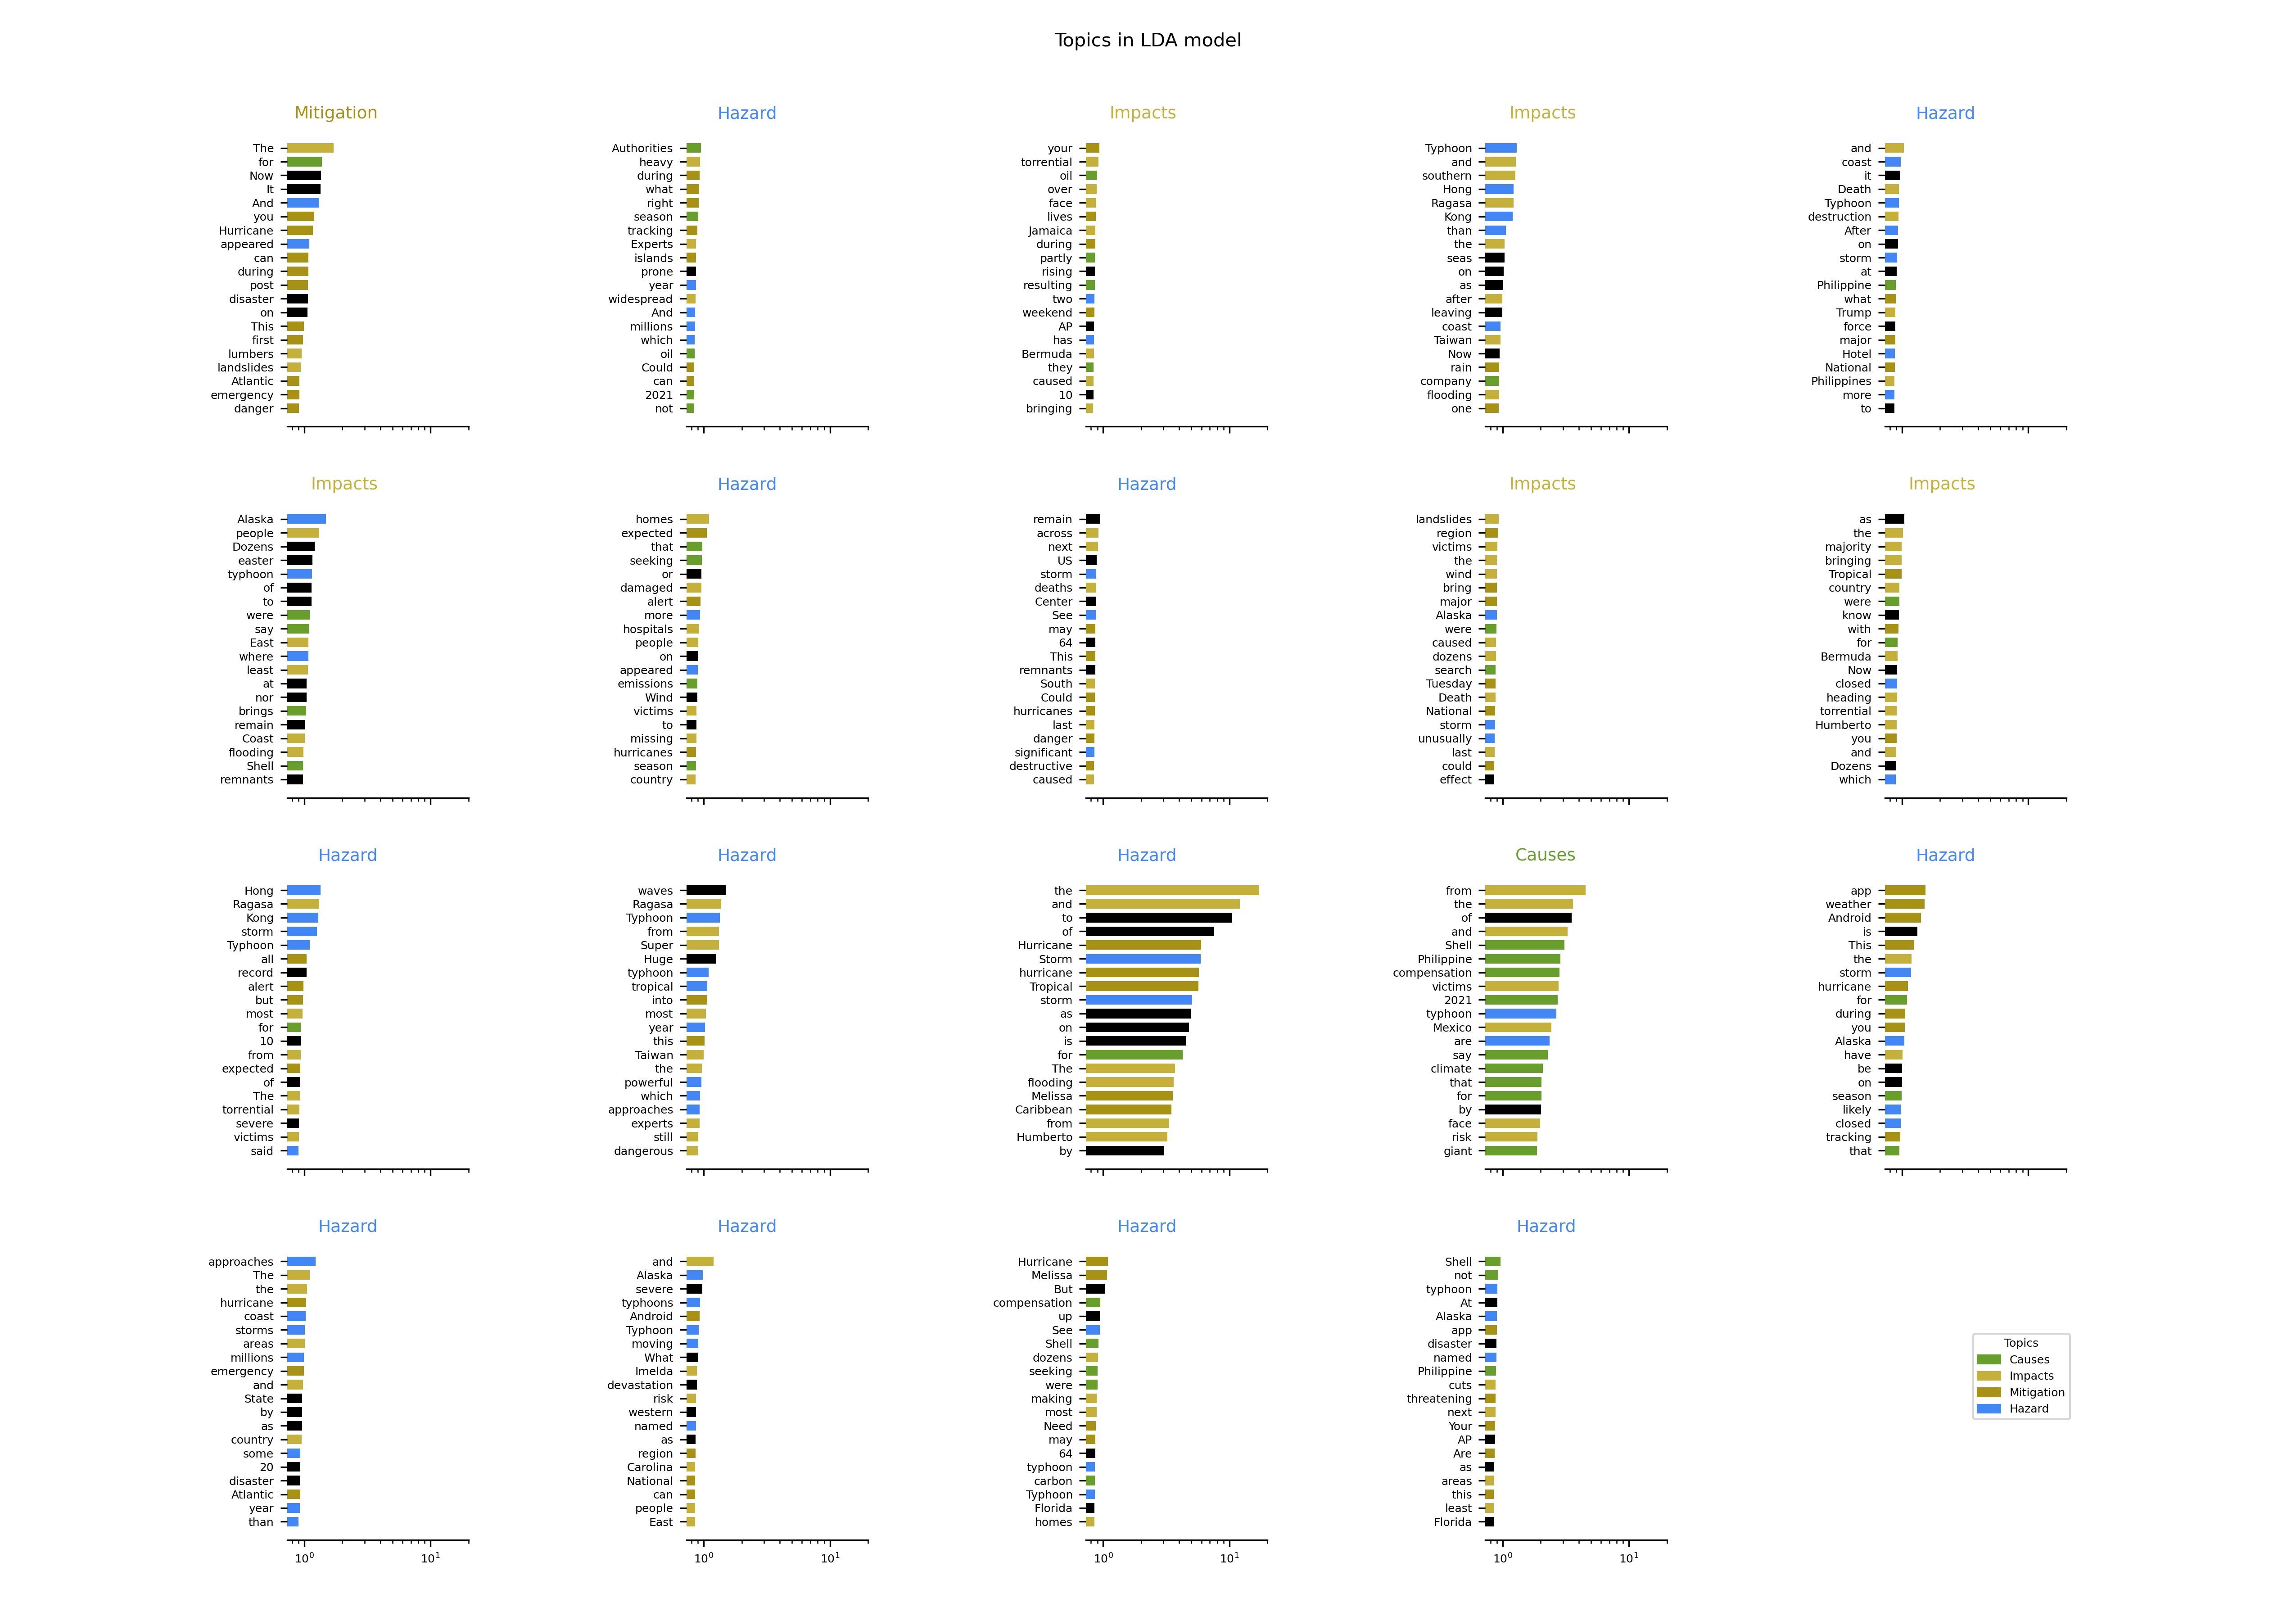 Topics in LDA model
Mitigation
The
for
Now
It
And
you
Hurricane
appeared
can
during
post
disaster
on
This
first
lumbers
landslides
Atlantic
emergency
danger
Hazard
Authorities
heavy
during
what
right
season
tracking
Experts
islands
prone
year
widespread
And
millions
which
oil
Could
can
2021
not
Impacts
your
torrential
oil
over
face
lives
Jamaica
during
partly
rising
resulting
two
weekend
AP
has
Bermuda
they
caused
10
bringing
Impacts
Typhoon
and
southern
Hong
Ragasa
Kong
than
the
seas
on
as
after
leaving
coast
Taiwan
Now
rain
company
flooding
one
Hazard
and
coast
it
Death
Typhoon
destruction
After
on
storm
at
Philippine
what
Trump
force
major
Hotel
National
Philippines
more
to
Impacts
Alaska
people
Dozens
easter
typhoon
of
to
were
say
East
where
least
at
nor
brings
remain
Coast
flooding
Shell
remnants
Hazard
homes
expected
that
seeking
or
damaged
alert
more
hospitals
people
on
appeared
emissions
Wind
victims
to
missing
hurricanes
season
country
Hazard
remain
across
next
US
storm
deaths
Center
See
may
64
This
remnants
South
Could
hurricanes
last
danger
significant
destructive
caused
Impacts
landslides
region
victims
the
wind
bring
major
Alaska
were
caused
dozens
search
Tuesday
Death
National
storm
unusually
last
could
effect
Impacts
as
the
majority
bringing
Tropical
country
were
know
with
for
Bermuda
Now
closed
heading
torrential
Humberto
you
and
Dozens
which
Hazard
Hong
Ragasa
Kong
storm
Typhoon
all
record
alert
but
most
for
10
from
expected
of
The
torrential
severe
victims
said
Hazard
waves
Ragasa
Typhoon
from
Super
Huge
typhoon
tropical
into
most
year
this
Taiwan
the
powerful
which
approaches
experts
still
dangerous
Hazard
the
and
to
of
Hurricane
Storm
hurricane
Tropical
storm
as
on
is
for
The
flooding
Melissa
Caribbean
from
Humberto
by
Causes
from
the
of
and
Shell
Philippine
compensation
victims
2021
typhoon
Mexico
are
say
climate
that
for
by
face
risk
giant
Hazard
app
weather
Android
is
This
the
storm
hurricane
for
during
you
Alaska
have
be
on
season
likely
closed
tracking
that
Hazard
approaches
The
the
hurricane
coast
storms
areas
millions
emergency
and
State
by
as
country
some
20
disaster
Atlantic
year
than
10⁰ 10¹
Hazard
and
Alaska
severe
typhoons
Android
Typhoon
moving
What
Imelda
devastation
risk
western
named
as
region
Carolina
National
can
people
East
10⁰ 10¹
Hazard
Hurricane
Melissa
But
compensation
up
See
Shell
dozens
seeking
were
making
most
Need
may
64
typhoon
carbon
Typhoon
Florida
homes
10⁰ 10¹
Hazard
Shell
not
typhoon
At
Alaska
app
disaster
named
Philippine
cuts
threatening
next
Your
AP
Are
as
areas
this
least
Florida
10⁰ 10¹
Topics
Causes
Impacts
Mitigation
Hazard